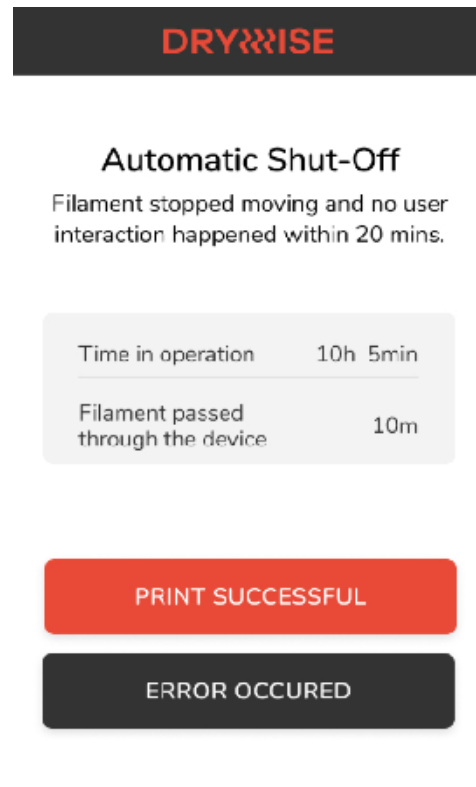 DRYWISE
Automatic Shut-Off
Filament stopped moving and no user
interaction happened within 20 mins.
Time in operation 10h 5min
Filament passed
through the device 10m
PRINT SUCCESSFUL
ERROR OCCURED